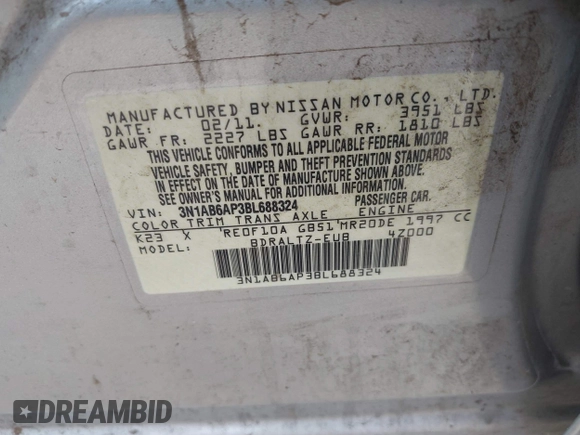 MANUFACTURED BY NISSAN MOTOR CO., LTD.
DATE: 02/11. GVWR: 3951 LBS
GAWR FR: 2227 LBS GAWR RR: 1810 LBS
THIS VEHICLE CONFORMS TO ALL APPLICABLE FEDERAL MOTOR
VEHICLE SAFETY, BUMPER AND THEFT PREVENTION STANDARDS
IN EFFECT ON THE DATE OF MANUFACTURE SHOWN ABOVE.
SEE OWNER'S MANUAL FOR ADDITIONAL INFORMATION
VIN: 3N1AB6AP3BL688324 PASSENGER CAR.
COLOR TRIM TRANS AXLE ENGINE
K23 X 'REOF10A GB51'MR20DE 1997 CC
MODEL: BDRALTZ-EUB 4Z000
3N1AB6AP3BL688324
DREAMBID